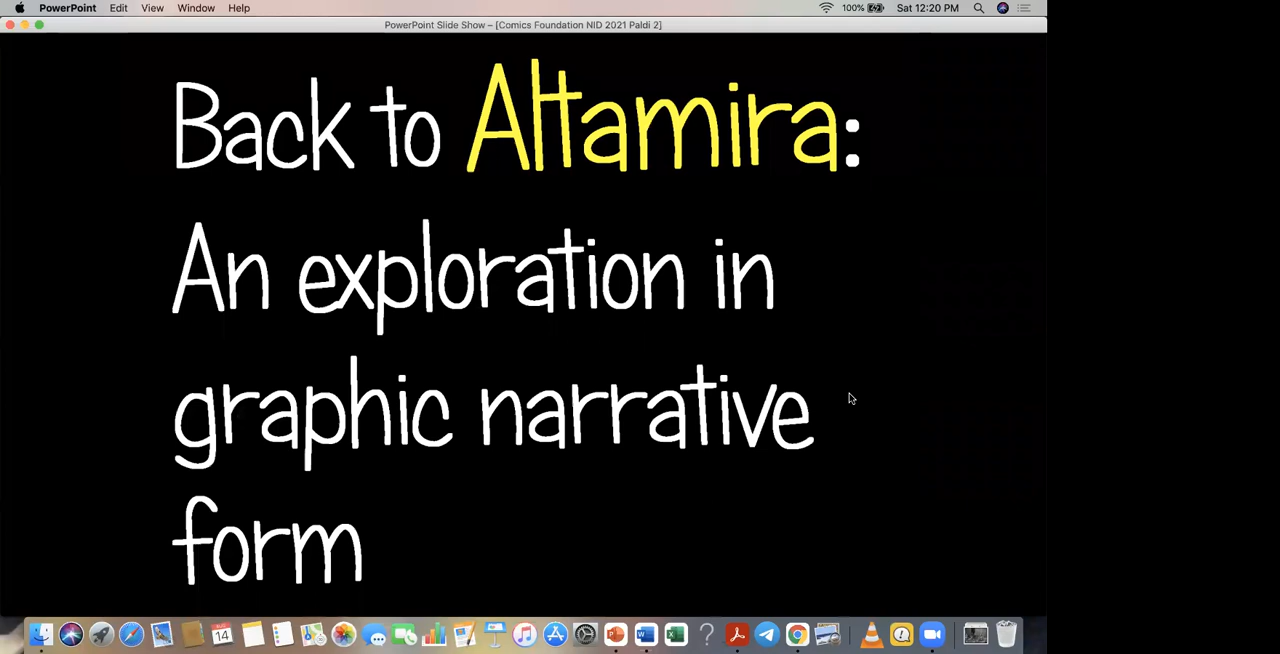 PowerPoint Edit View Window Help 100% Sat 12:20 PM
PowerPoint Slide Show – [Comics Foundation NID 2021 Paldi 2]
Back to Altamira:
An exploration in
graphic narrative
form
AUG
14